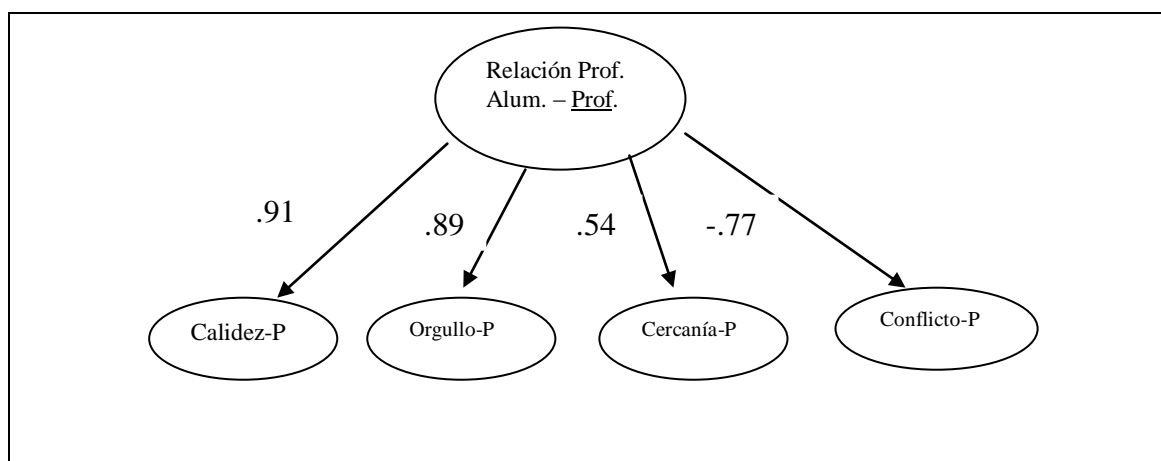 Relación Prof.
Alum. – Prof.
.91
.89
.54
-.77
Calidez-P
Orgullo-P
Cercanía-P
Conflicto-P